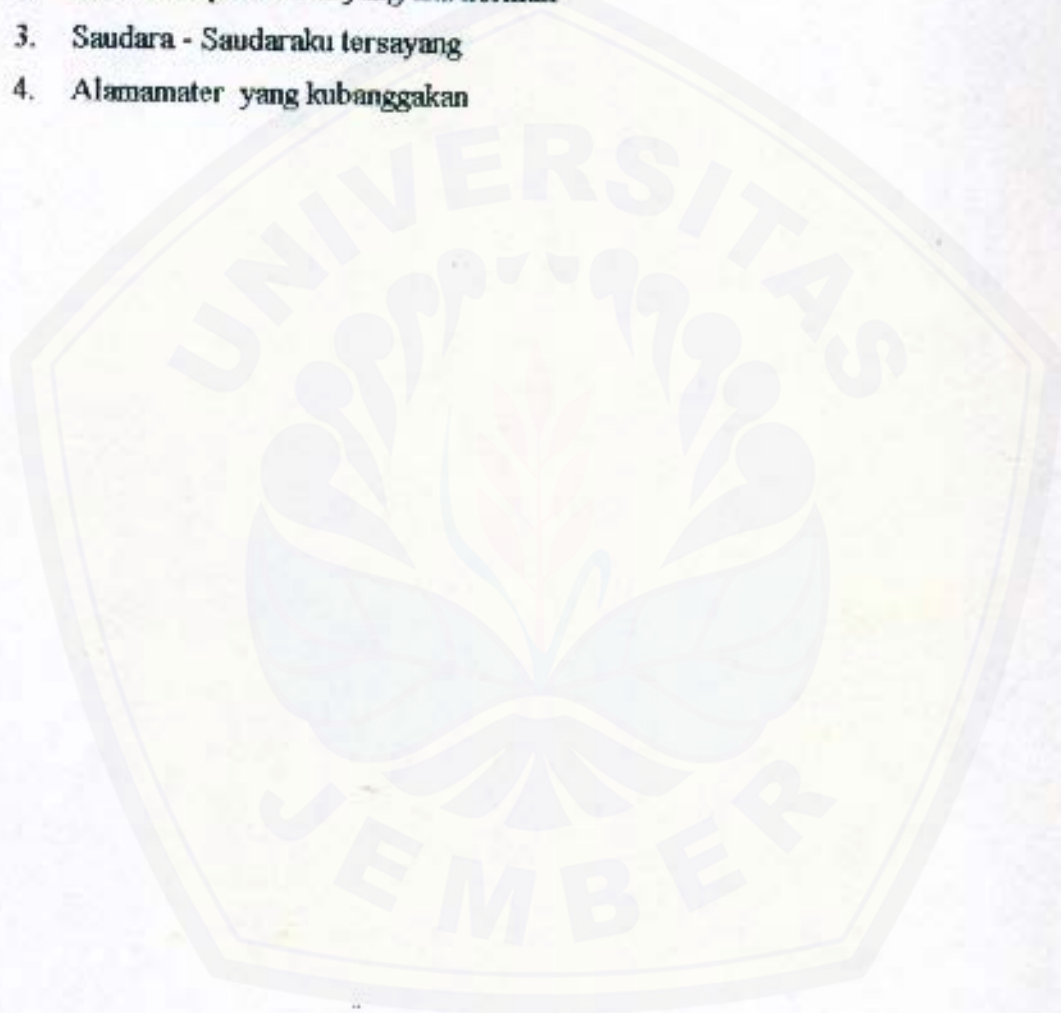 3. Saudara - Saudaraku tersayang
4. Alamamater yang kubanggakan
UNIVERSITAS
JEMBER